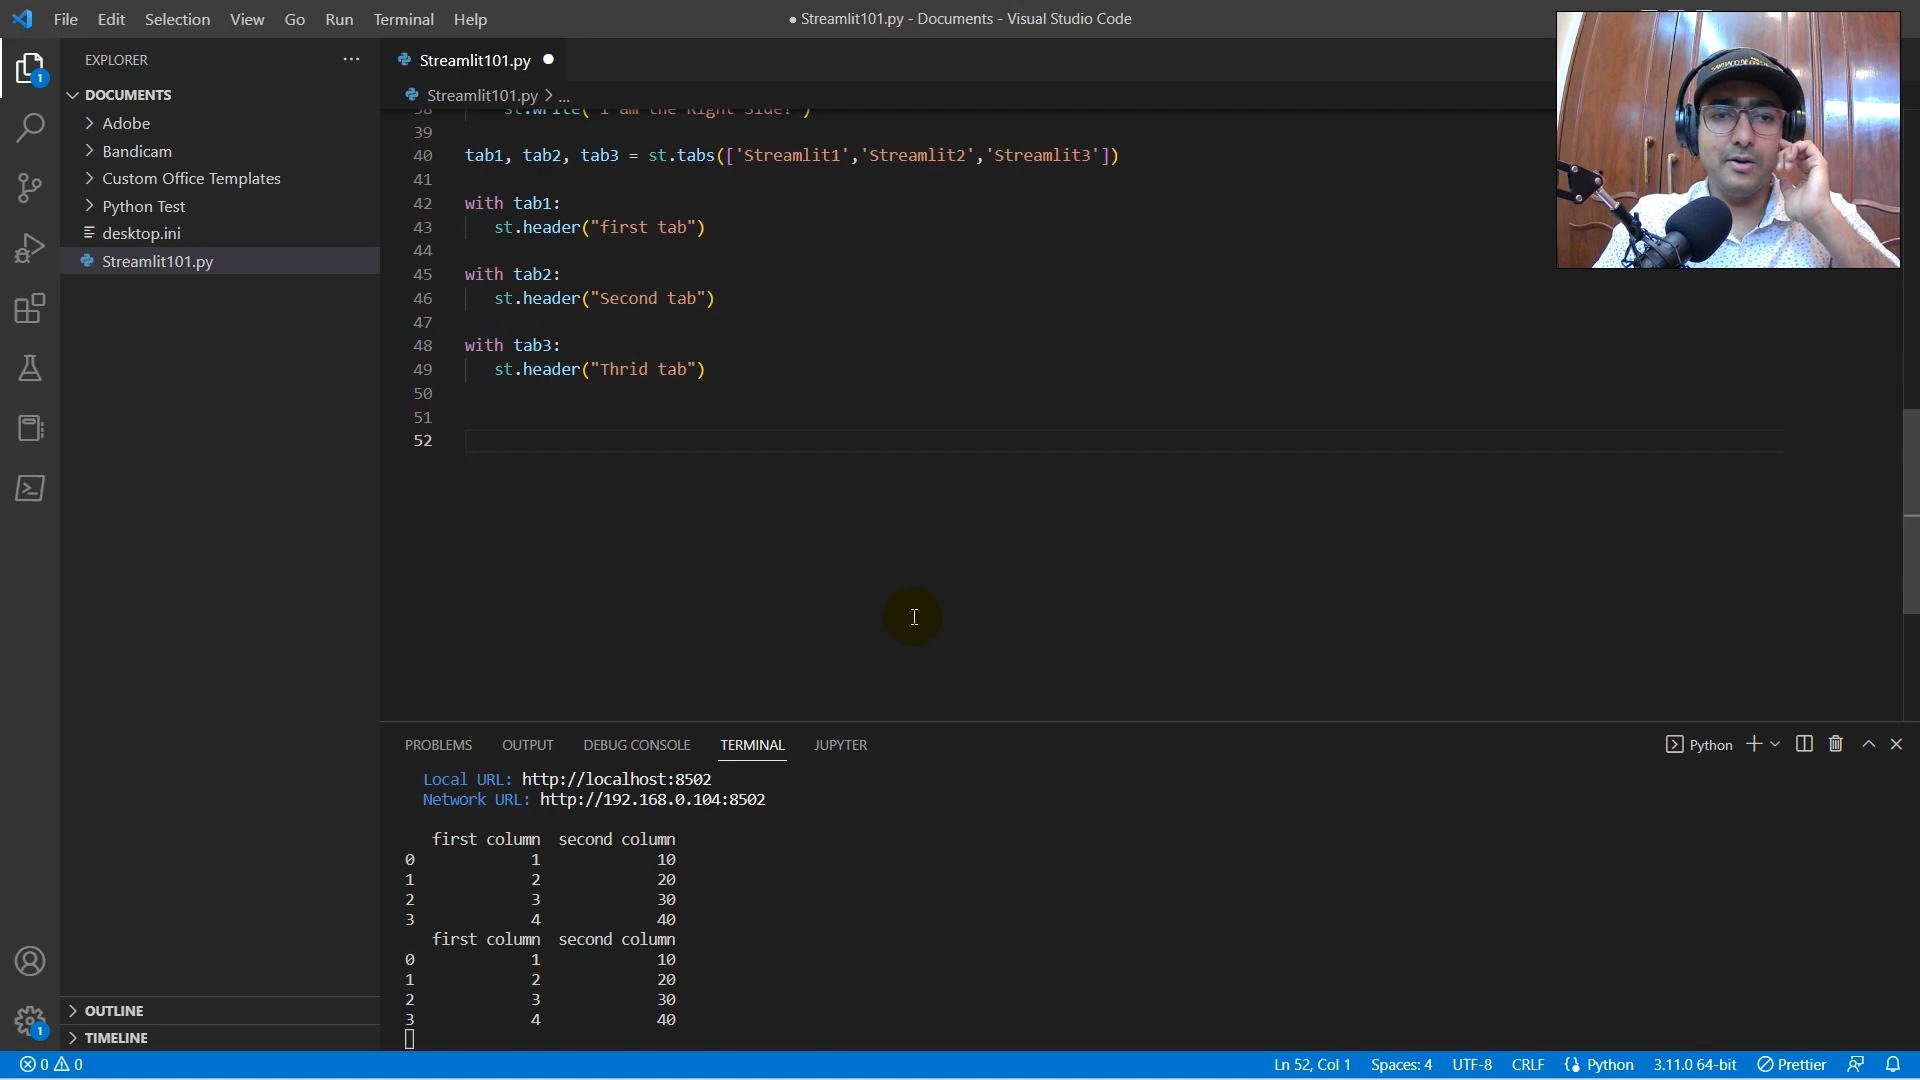 File Edit Selection View Go Run Terminal Help
● Streamlit101.py - Documents - Visual Studio Code
EXPLORER ...
DOCUMENTS
Adobe
Bandicam
Custom Office Templates
Python Test
desktop.ini
Streamlit101.py
OUTLINE
TIMELINE
1
1
Streamlit101.py
Streamlit101.py > ...
38 st.write("I am the Right Side!")
39
40 tab1, tab2, tab3 = st.tabs(['Streamlit1','Streamlit2','Streamlit3'])
41
42 with tab1:
43 st.header("first tab")
44
45 with tab2:
46 st.header("Second tab")
47
48 with tab3:
49 st.header("Thrid tab")
50
51
52
PROBLEMS OUTPUT DEBUG CONSOLE TERMINAL JUPYTER
Python
Local URL: http://localhost:8502
Network URL: http://192.168.0.104:8502
first column second column
0 1 10
1 2 20
2 3 30
3 4 40
first column second column
0 1 10
1 2 20
2 3 30
3 4 40
0 0 Ln 52, Col 1 Spaces: 4 UTF-8 CRLF Python 3.11.0 64-bit Prettier